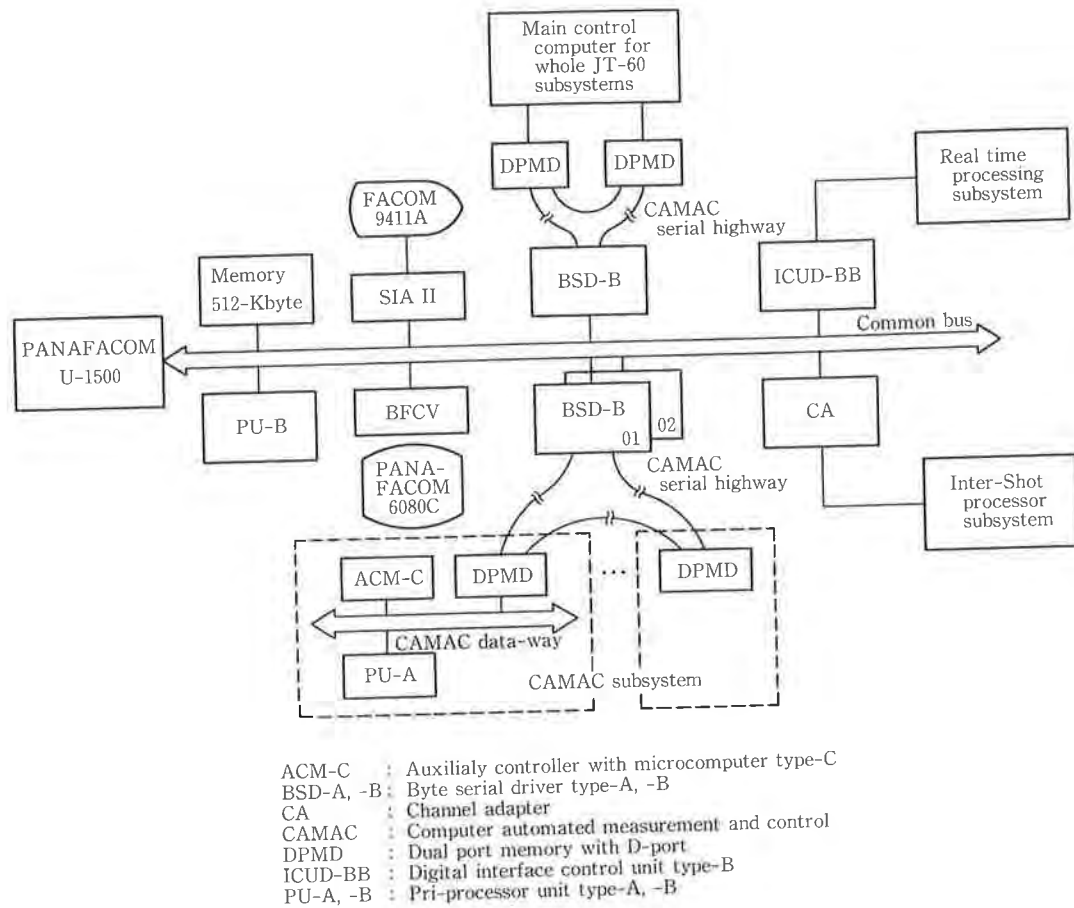 Main control
computer for
whole JT-60
subsystems
DPMD
DPMD
Real time
processing
subsystem
FACOM
9411A
CAMAC
serial highway
Memory
512-Kbyte
SIA II
BSD-B
ICUD-BB
Common bus
PANAFACOM
U-1500
PU-B
BFCV
BSD-B
01
02
CA
PANA-
FACOM
6080C
CAMAC
serial highway
Inter-Shot
processor
subsystem
ACM-C
DPMD
...
DPMD
CAMAC data-way
PU-A
CAMAC subsystem
ACM-C : Auxilialy controller with microcomputer type-C
BSD-A, -B : Byte serial driver type-A, -B
CA : Channel adapter
CAMAC : Computer automated measurement and control
DPMD : Dual port memory with D-port
ICUD-BB : Digital interface control unit type-B
PU-A, -B : Pri-processor unit type-A, -B